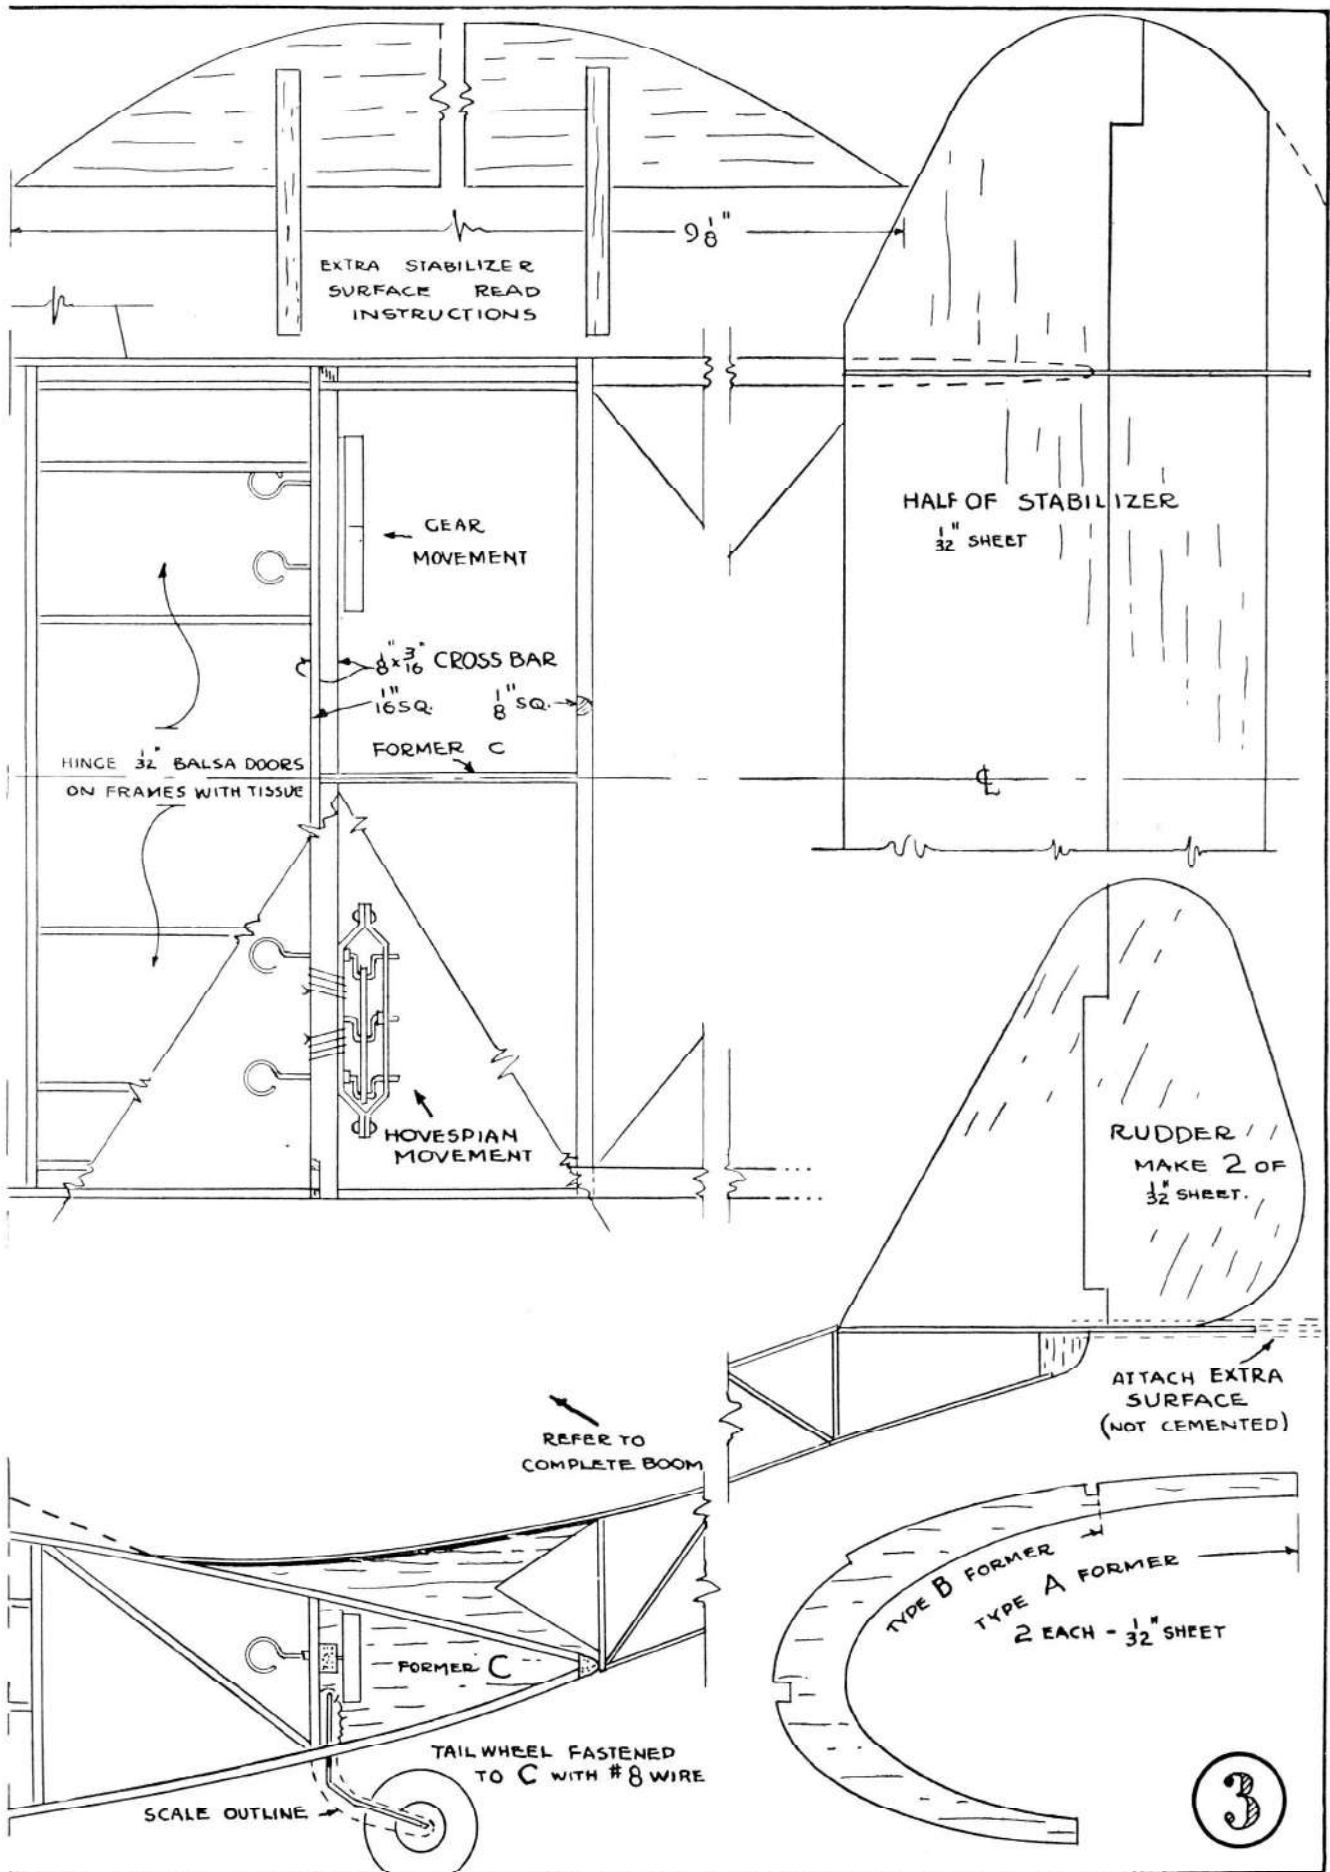 9 1/8"
EXTRA STABILIZER
SURFACE READ
INSTRUCTIONS
HALF OF STABILIZER
1/32" SHEET
GEAR
MOVEMENT
1/8" x 3/16" CROSS BAR
1/16" SQ.
1/8" SQ.
FORMER C
HINGE 1/32" BALSA DOORS
ON FRAMES WITH TISSUE
℄
HOVESPIAN
MOVEMENT
RUDDER
MAKE 2 OF
1/32" SHEET.
ATTACH EXTRA
SURFACE
(NOT CEMENTED)
REFER TO
COMPLETE BOOM
TYPE B FORMER
TYPE A FORMER
2 EACH - 1/32" SHEET
FORMER C
TAIL WHEEL FASTENED
TO C WITH #8 WIRE
SCALE OUTLINE
3